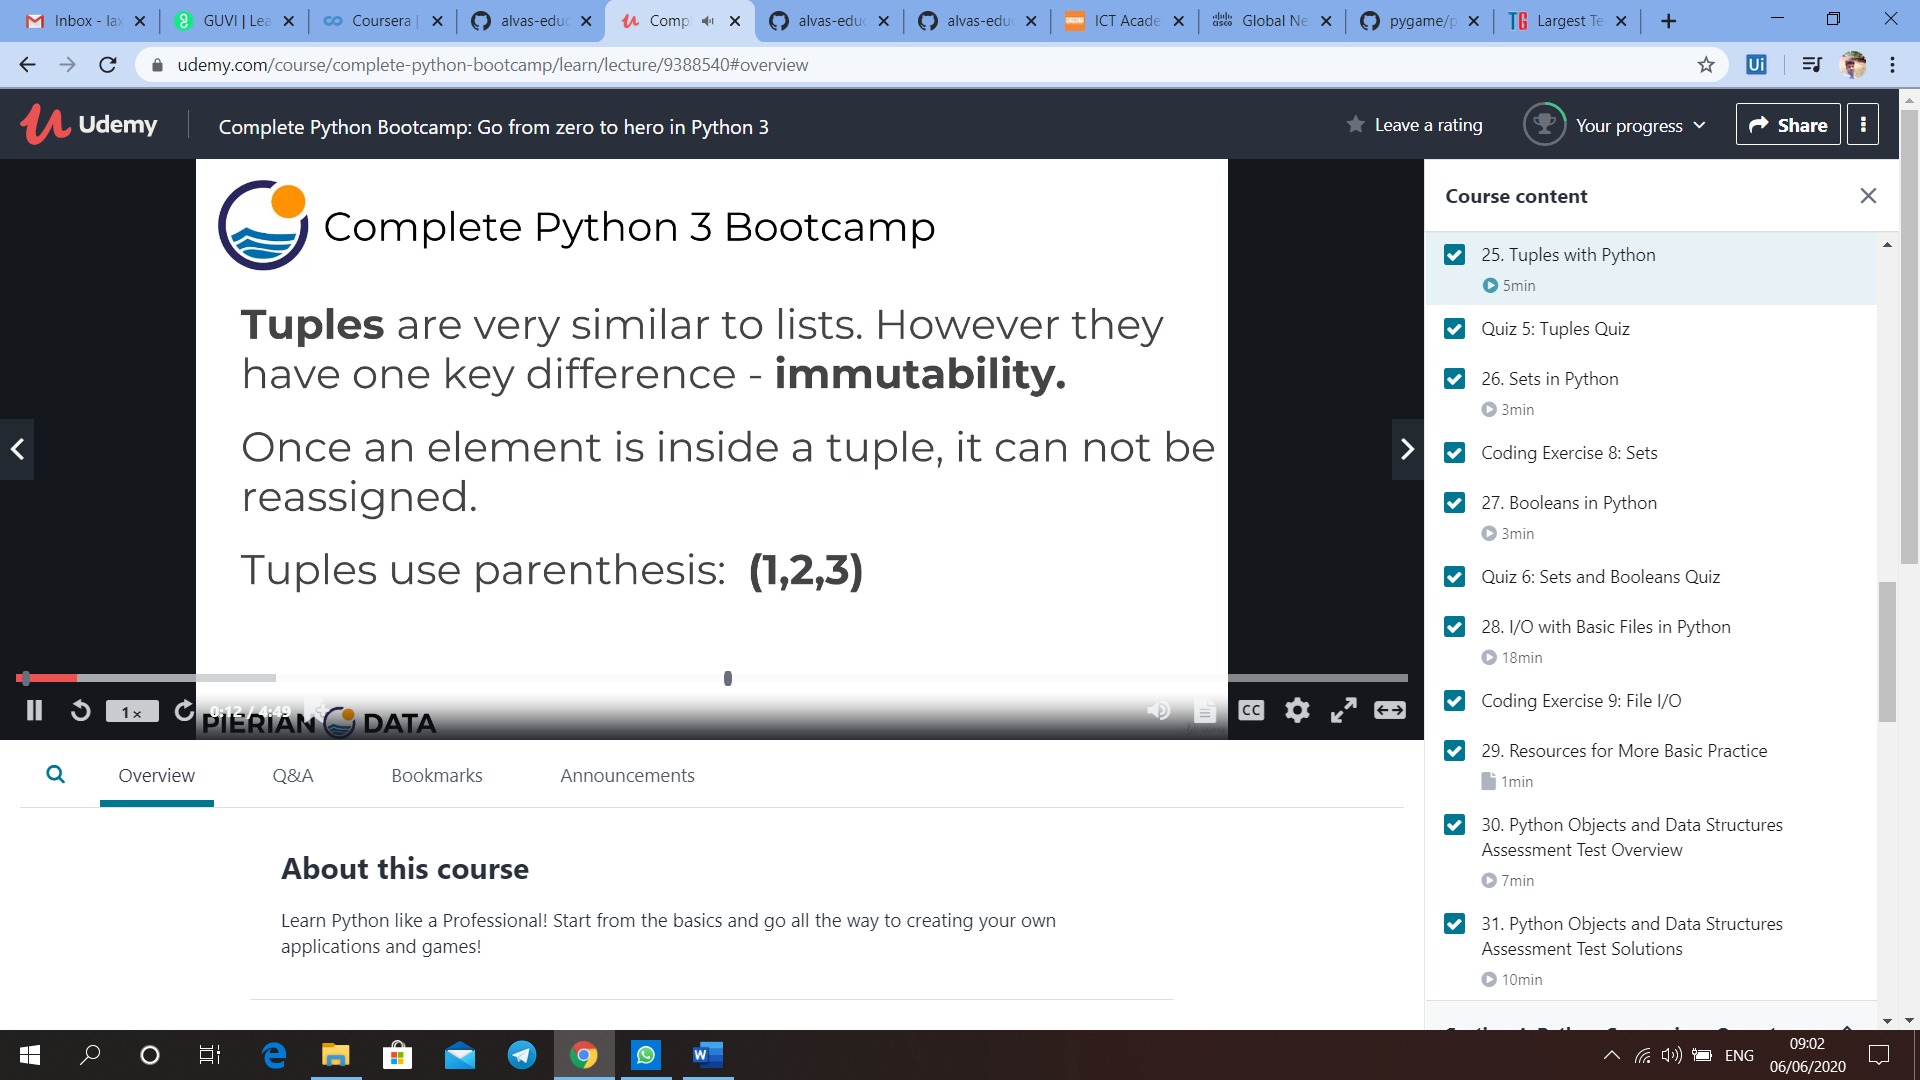 Inbox - lax
GUVI | Lea
Coursera |
alvas-educ
Compl
alvas-educ
alvas-educ
ICT Acade
Global Ne
pygame/p
Largest Te
udemy.com/course/complete-python-bootcamp/learn/lecture/9388540#overview
Ui
Udemy
Complete Python Bootcamp: Go from zero to hero in Python 3
Leave a rating
Your progress
Share
Complete Python 3 Bootcamp
Tuples are very similar to lists. However they
have one key difference - immutability.
Once an element is inside a tuple, it can not be
reassigned.
Tuples use parenthesis: (1,2,3)
1x
0:12 / 4:49
CC
PIERIAN DATA
Course content
25. Tuples with Python
5min
Quiz 5: Tuples Quiz
26. Sets in Python
3min
Coding Exercise 8: Sets
27. Booleans in Python
3min
Quiz 6: Sets and Booleans Quiz
28. I/O with Basic Files in Python
18min
Coding Exercise 9: File I/O
29. Resources for More Basic Practice
1min
30. Python Objects and Data Structures
Assessment Test Overview
7min
31. Python Objects and Data Structures
Assessment Test Solutions
10min
Overview
Q&A
Bookmarks
Announcements
About this course
Learn Python like a Professional! Start from the basics and go all the way to creating your own
applications and games!
ENG
09:02
06/06/2020